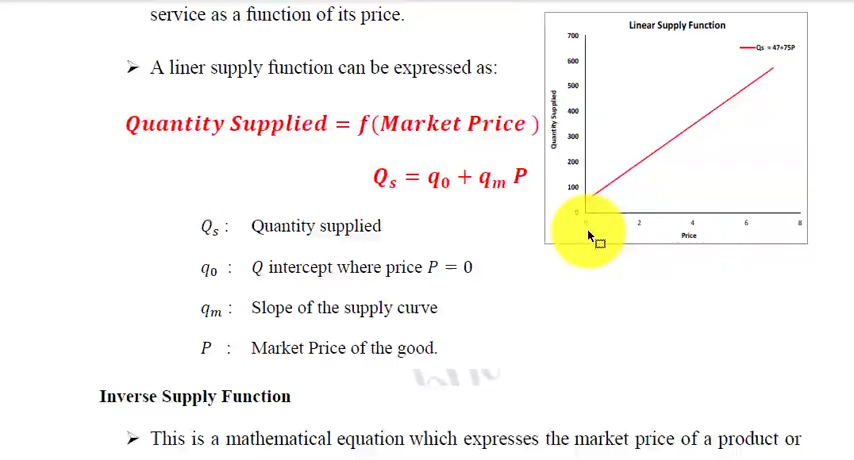 service as a function of its price.
➢ A liner supply function can be expressed as:
Quantity Supplied = f(Market Price )
Qₛ = q₀ + qₘ P
Qₛ : Quantity supplied
q₀ : Q intercept where price P = 0
qₘ : Slope of the supply curve
P : Market Price of the good.
Inverse Supply Function
➢ This is a mathematical equation which expresses the market price of a product or
Linear Supply Function
Qs = 47+75P
Quantity Supplied
700
600
500
400
300
200
100
0
2
4
6
8
Price